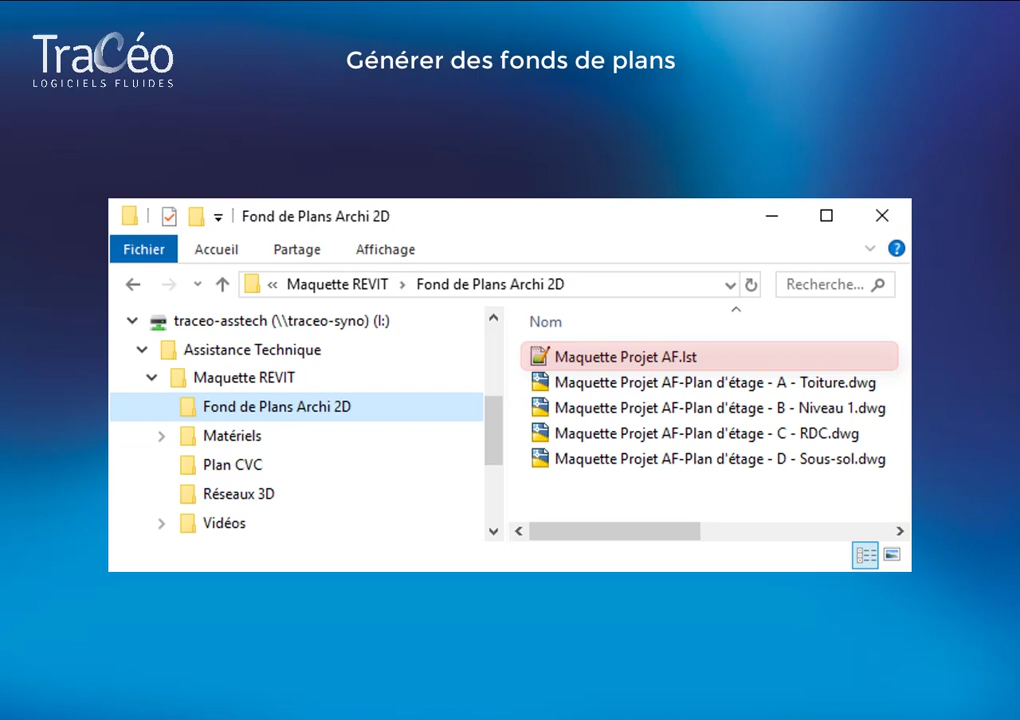 TraCéo
LOGICIELS FLUIDES
Générer des fonds de plans
Fond de Plans Archi 2D
Fichier Accueil Partage Affichage
« Maquette REVIT > Fond de Plans Archi 2D Recherche...
traceo-asstech (\\traceo-syno) (I:)
Assistance Technique
Maquette REVIT
Fond de Plans Archi 2D
Matériels
Plan CVC
Réseaux 3D
Vidéos
Nom
Maquette Projet AF.lst
Maquette Projet AF-Plan d'étage - A - Toiture.dwg
Maquette Projet AF-Plan d'étage - B - Niveau 1.dwg
Maquette Projet AF-Plan d'étage - C - RDC.dwg
Maquette Projet AF-Plan d'étage - D - Sous-sol.dwg